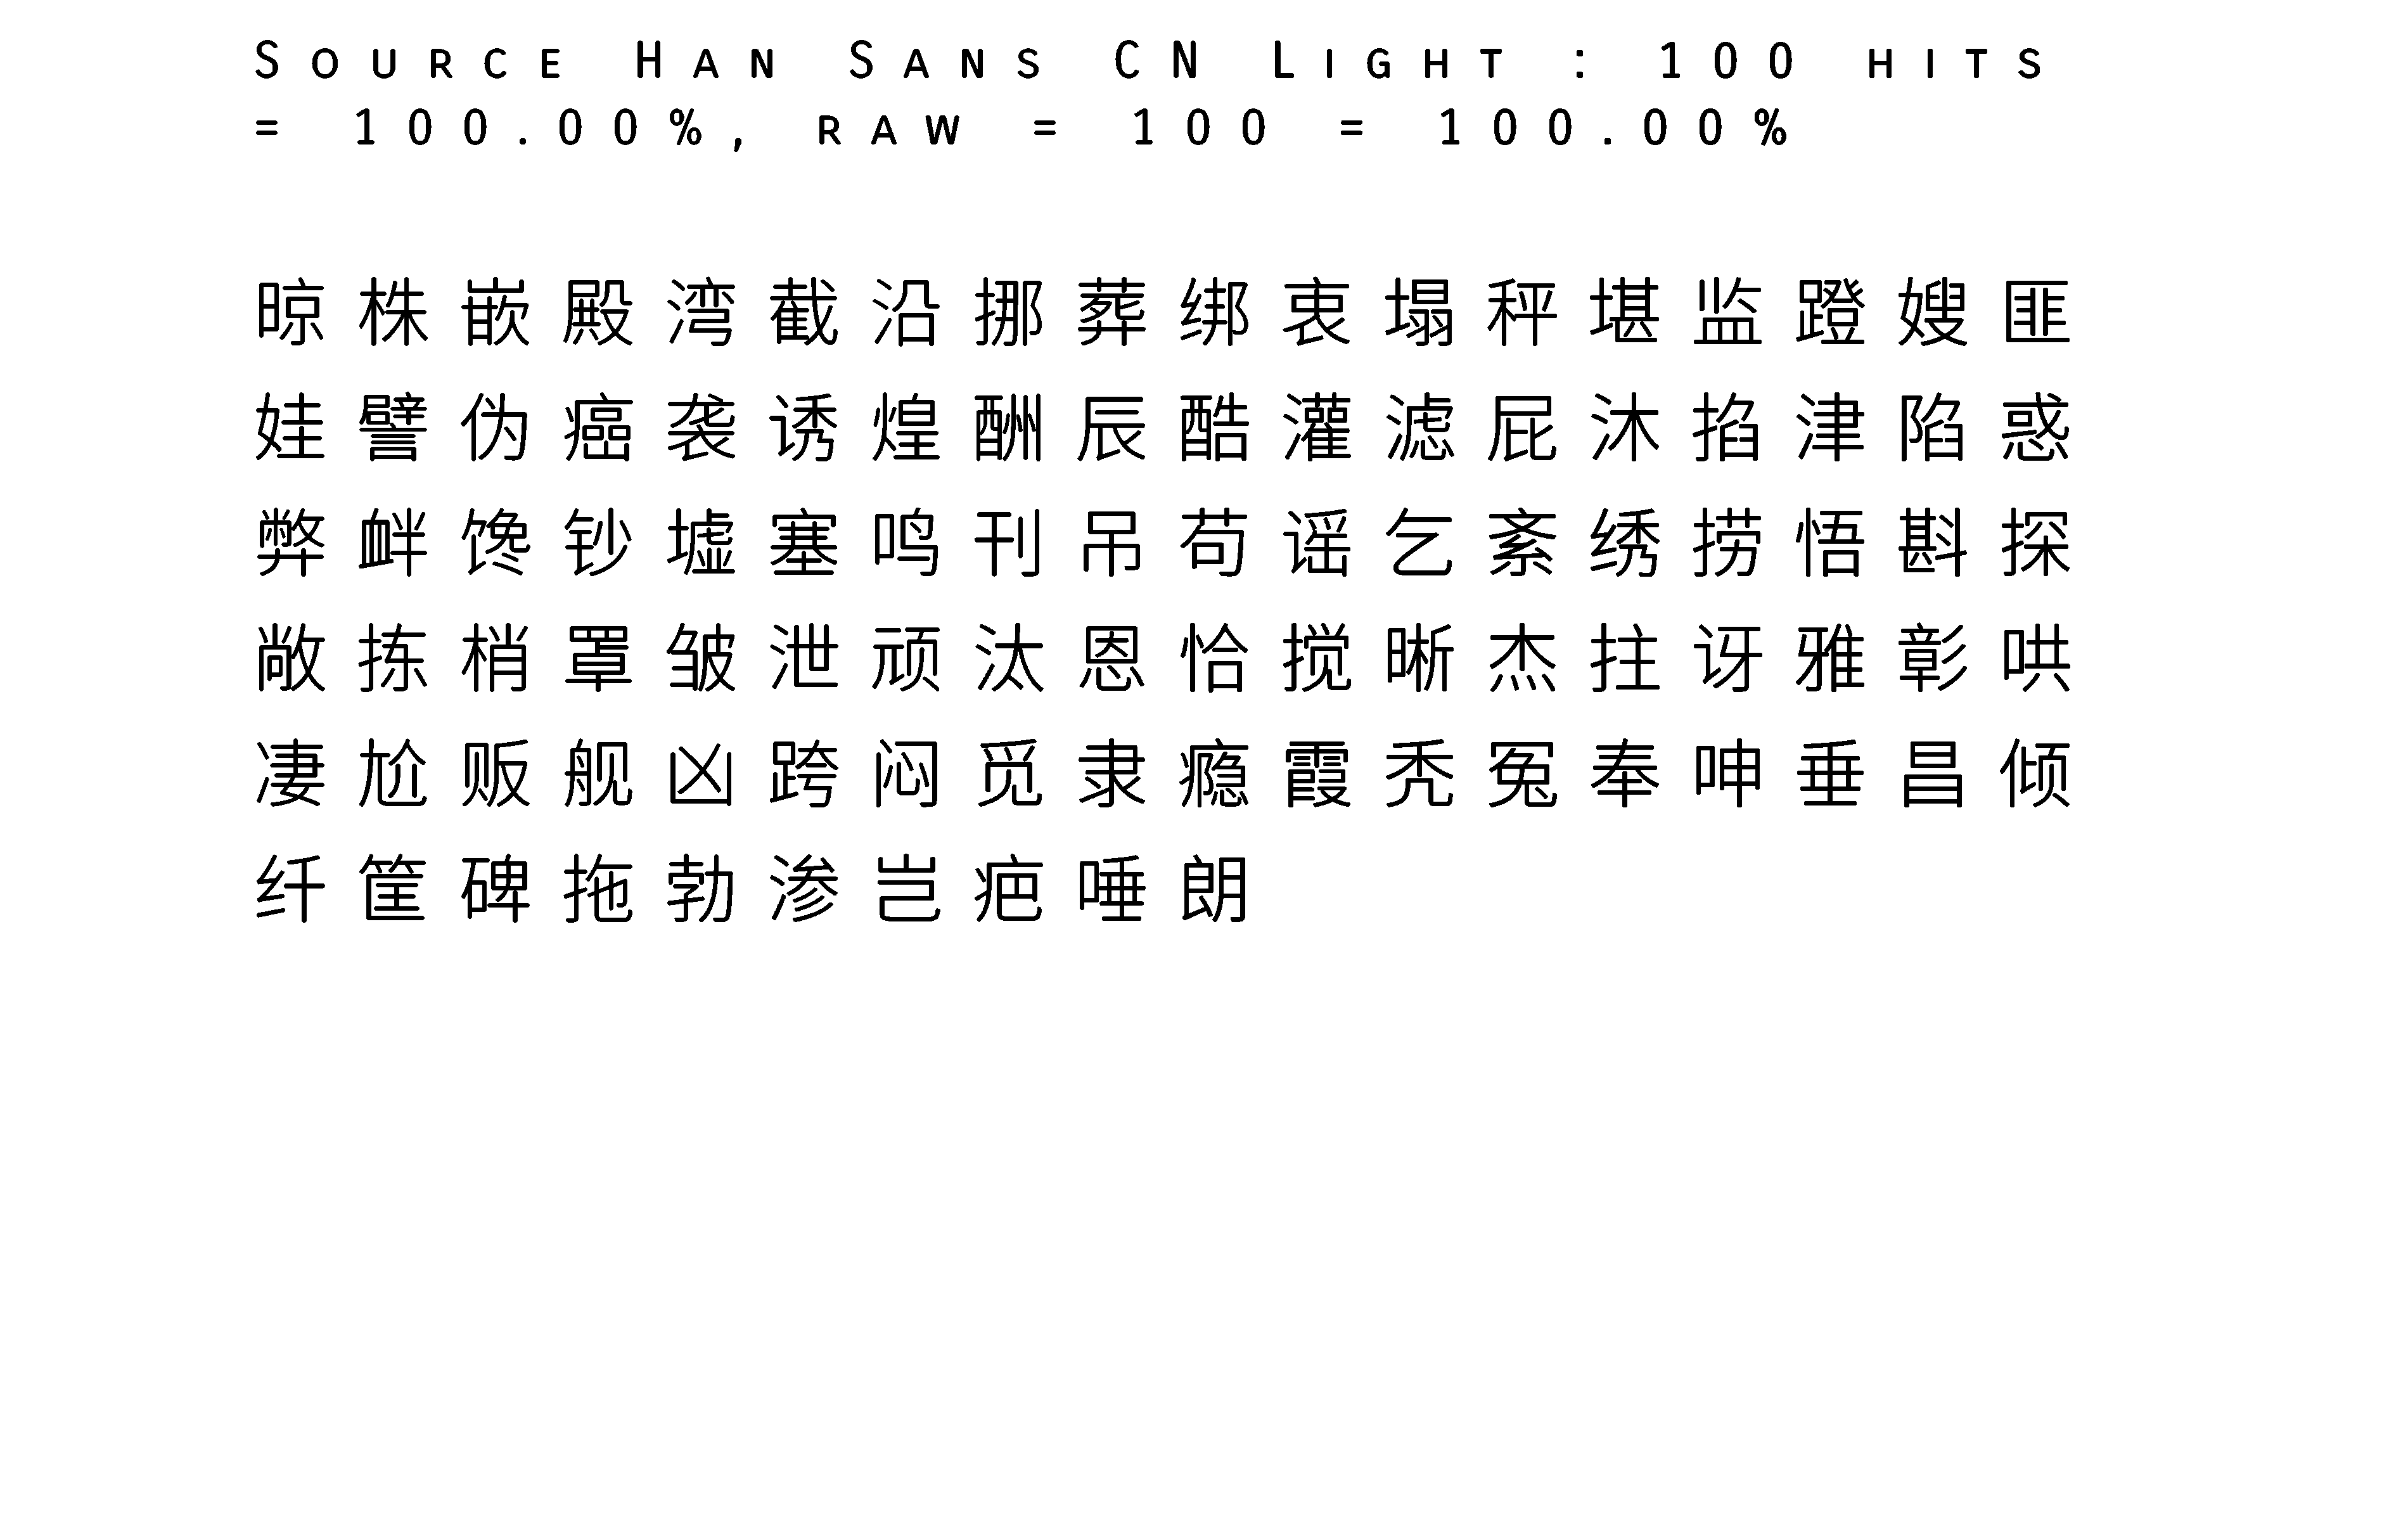 Source Han Sans CN Light : 100 hits
= 100.00%, raw = 100 = 100.00%
晾株嵌殿湾截沿挪葬绑衷塌秤堪监蹬嫂匪
娃譬伪癌袭诱煌酬辰酷灌滤屁沐掐津陷惑
弊衅馋钞墟塞鸣刊吊苟谣乞紊绣捞悟斟探
敞拣梢罩皱泄顽汰恩恰搅晰杰拄讶雅彰哄
凄尬贩舰凶跨闷觅隶瘾霞秃冤奉呻垂昌倾
纤筐碑拖勃渗岂疤唾朗